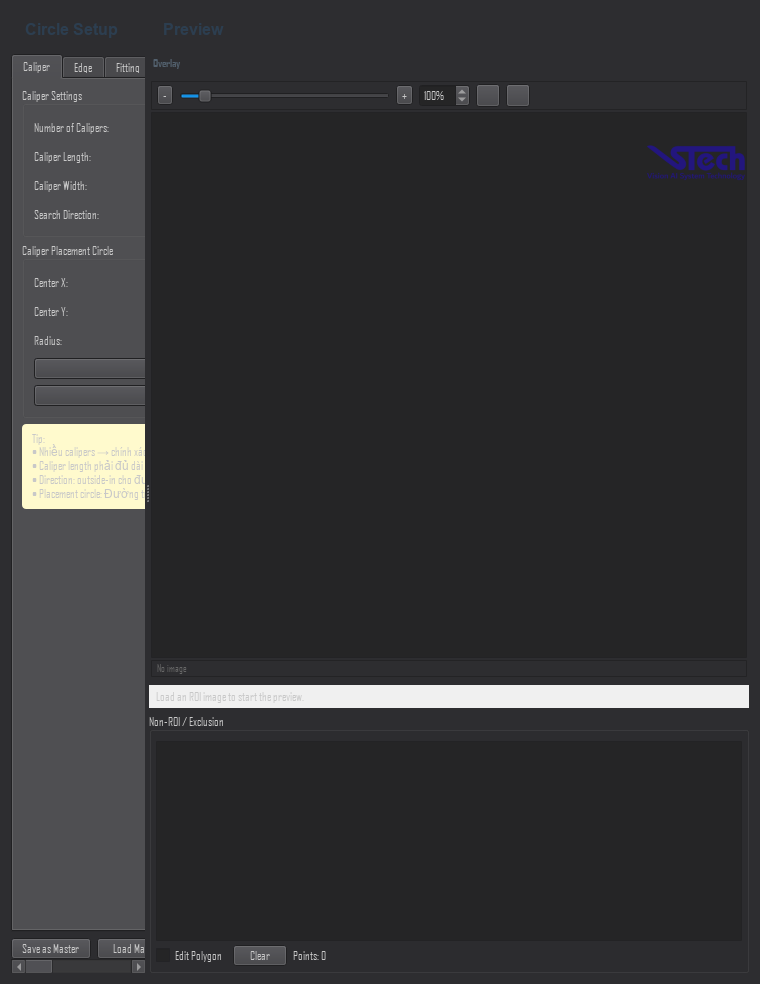 Circle Setup
Preview
Caliper
Edge
Fitting
Overlay
-
+
100%
Caliper Settings
Number of Calipers:
Caliper Length:
Caliper Width:
Search Direction:
STech
Caliper Placement Circle
Center X:
Center Y:
Radius:
Tip:
• Nhiều calipers → chính xác
• Caliper length phải đủ dài
• Direction: outside-in cho
• Placement circle: Đường
No image
Load an ROI image to start the preview.
Non-ROI / Exclusion
Edit Polygon
Clear
Points: 0
Save as Master
Load Ma